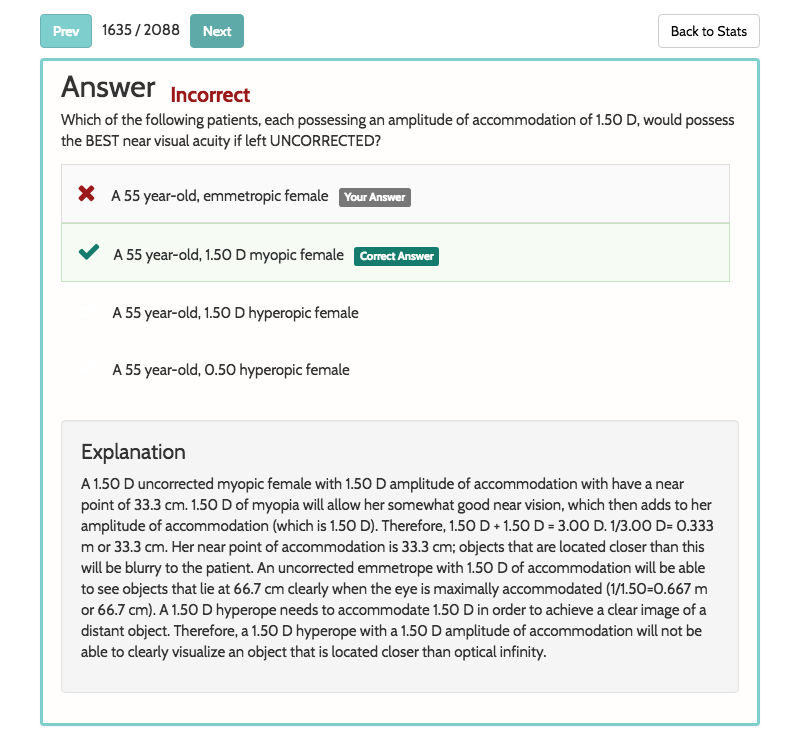 Prev 1635 / 2088 Next Back to Stats
Answer Incorrect
Which of the following patients, each possessing an amplitude of accommodation of 1.50 D, would possess
the BEST near visual acuity if left UNCORRECTED?
A 55 year-old, emmetropic female Your Answer
A 55 year-old, 1.50 D myopic female Correct Answer
A 55 year-old, 1.50 D hyperopic female
A 55 year-old, 0.50 hyperopic female
Explanation
A 1.50 D uncorrected myopic female with 1.50 D amplitude of accommodation with have a near
point of 33.3 cm. 1.50 D of myopia will allow her somewhat good near vision, which then adds to her
amplitude of accommodation (which is 1.50 D). Therefore, 1.50 D + 1.50 D = 3.00 D. 1/3.00 D= 0.333
m or 33.3 cm. Her near point of accommodation is 33.3 cm; objects that are located closer than this
will be blurry to the patient. An uncorrected emmetrope with 1.50 D of accommodation will be able
to see objects that lie at 66.7 cm clearly when the eye is maximally accommodated (1/1.50=0.667 m
or 66.7 cm). A 1.50 D hyperope needs to accommodate 1.50 D in order to achieve a clear image of a
distant object. Therefore, a 1.50 D hyperope with a 1.50 D amplitude of accommodation will not be
able to clearly visualize an object that is located closer than optical infinity.